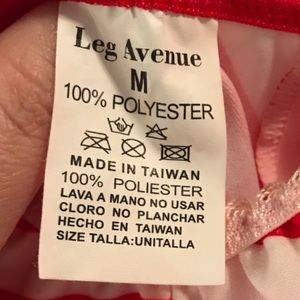 Leg Avenue
M
100% POLYESTER
MADE IN TAIWAN
100% POLIESTER
LAVA A MANO NO USAR
CLORO NO PLANCHAR
HECHO EN TAIWAN
SIZE TALLA:UNITALLA